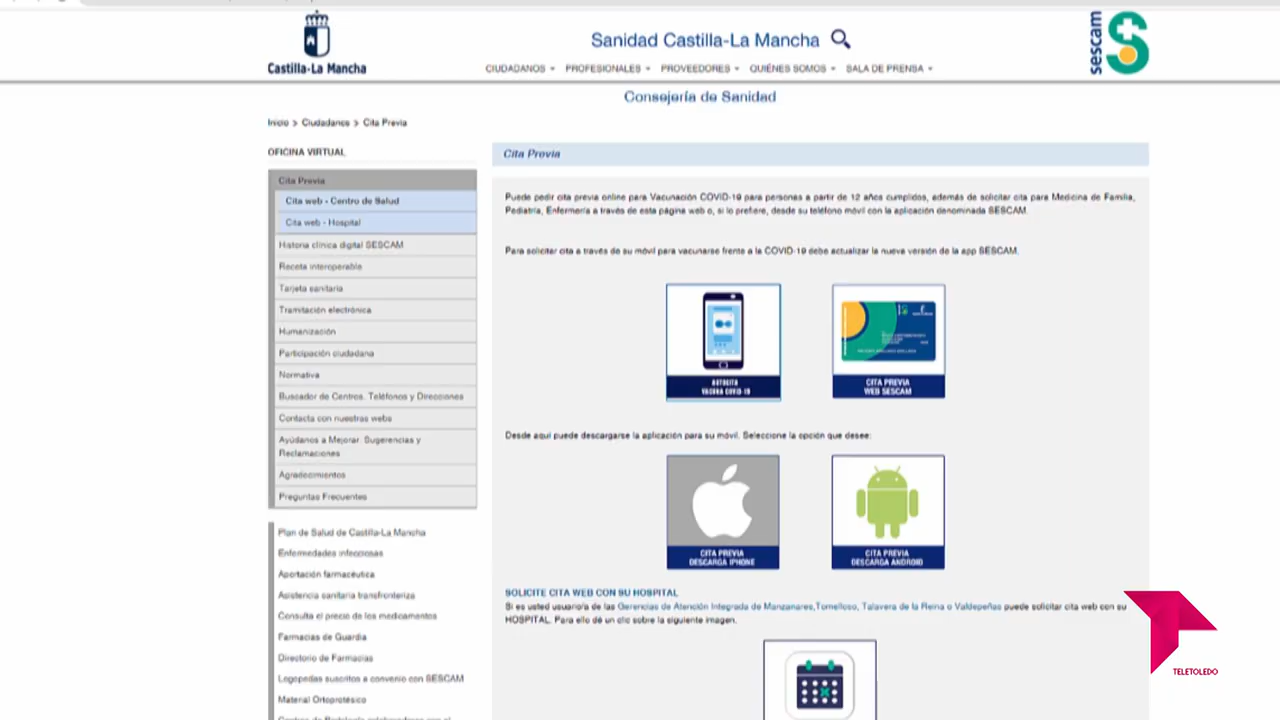 Castilla-La Mancha
Sanidad Castilla-La Mancha
sescam
CIUDADANOS PROFESIONALES PROVEEDORES QUIÉNES SOMOS SALA DE PRENSA
Consejería de Sanidad
Inicio > Ciudadanos > Cita Previa
OFICINA VIRTUAL
Cita Previa
Cita web - Centro de Salud
Cita web - Hospital
Historia clínica digital SESCAM
Receta interoperable
Tarjeta sanitaria
Tramitación electrónica
Humanización
Participación ciudadana
Normativa
Buscador de Centros. Teléfonos y Direcciones
Contacta con nuestras webs
Ayúdanos a Mejorar. Sugerencias y
Reclamaciones
Agradecimientos
Preguntas Frecuentes
Plan de Salud de Castilla-La Mancha
Enfermedades infecciosas
Aportación farmaceutica
Asistencia sanitaria transfronteriza
Consulta el precio de los medicamentos
Farmacias de Guardia
Directorio de Farmacias
Logopedas suscritos a convenio con SESCAM
Material Ortoprotésico
Cita Previa
Puede pedir cita previa online para Vacunación COVID-19 para personas a partir de 12 años cumplidos, además de solicitar cita para Medicina de Familia,
Pediatría, Enfermería a través de esta página web o, si lo prefiere, desde su teléfono móvil con la aplicación denominada SESCAM.
Para solicitar cita a través de su móvil para vacunarse frente a la COVID-19 debe actualizar la nueva versión de la app SESCAM.
AUTOCITA
VACUNA COVID-19
CITA PREVIA
WEB SESCAM
Desde aquí puede descargarse la aplicación para su móvil. Seleccione la opción que desee:
CITA PREVIA
DESCARGA IPHONE
CITA PREVIA
DESCARGA ANDROID
SOLICITE CITA WEB CON SU HOSPITAL
Si es usted usuario/a de las Gerencias de Atención Integrada de Manzanares,Tomelloso, Talavera de la Reina o Valdepeñas puede solicitar cita web con su
HOSPITAL. Para ello dé un clic sobre la siguiente imagen.
TELETOLEDO